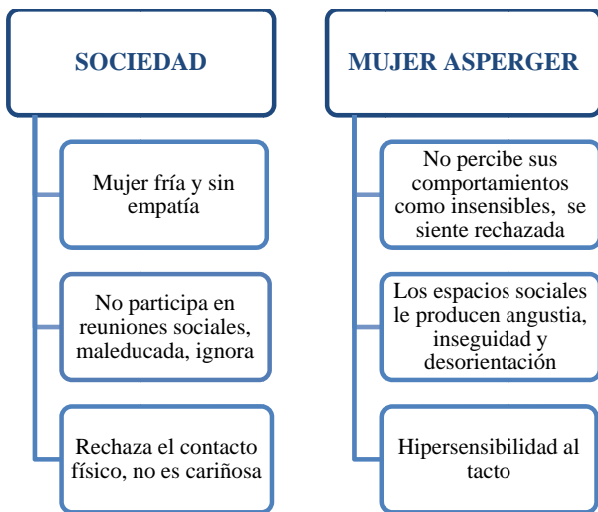 SOCIEDAD
Mujer fría y sin
empatía
No participa en
reuniones sociales,
maleducada, ignora
Rechaza el contacto
físico, no es cariñosa
MUJER ASPERGER
No percibe sus
comportamientos
como insensibles, se
siente rechazada
Los espacios sociales
le producen angustia,
inseguidad y
desorientación
Hipersensibilidad al
tacto